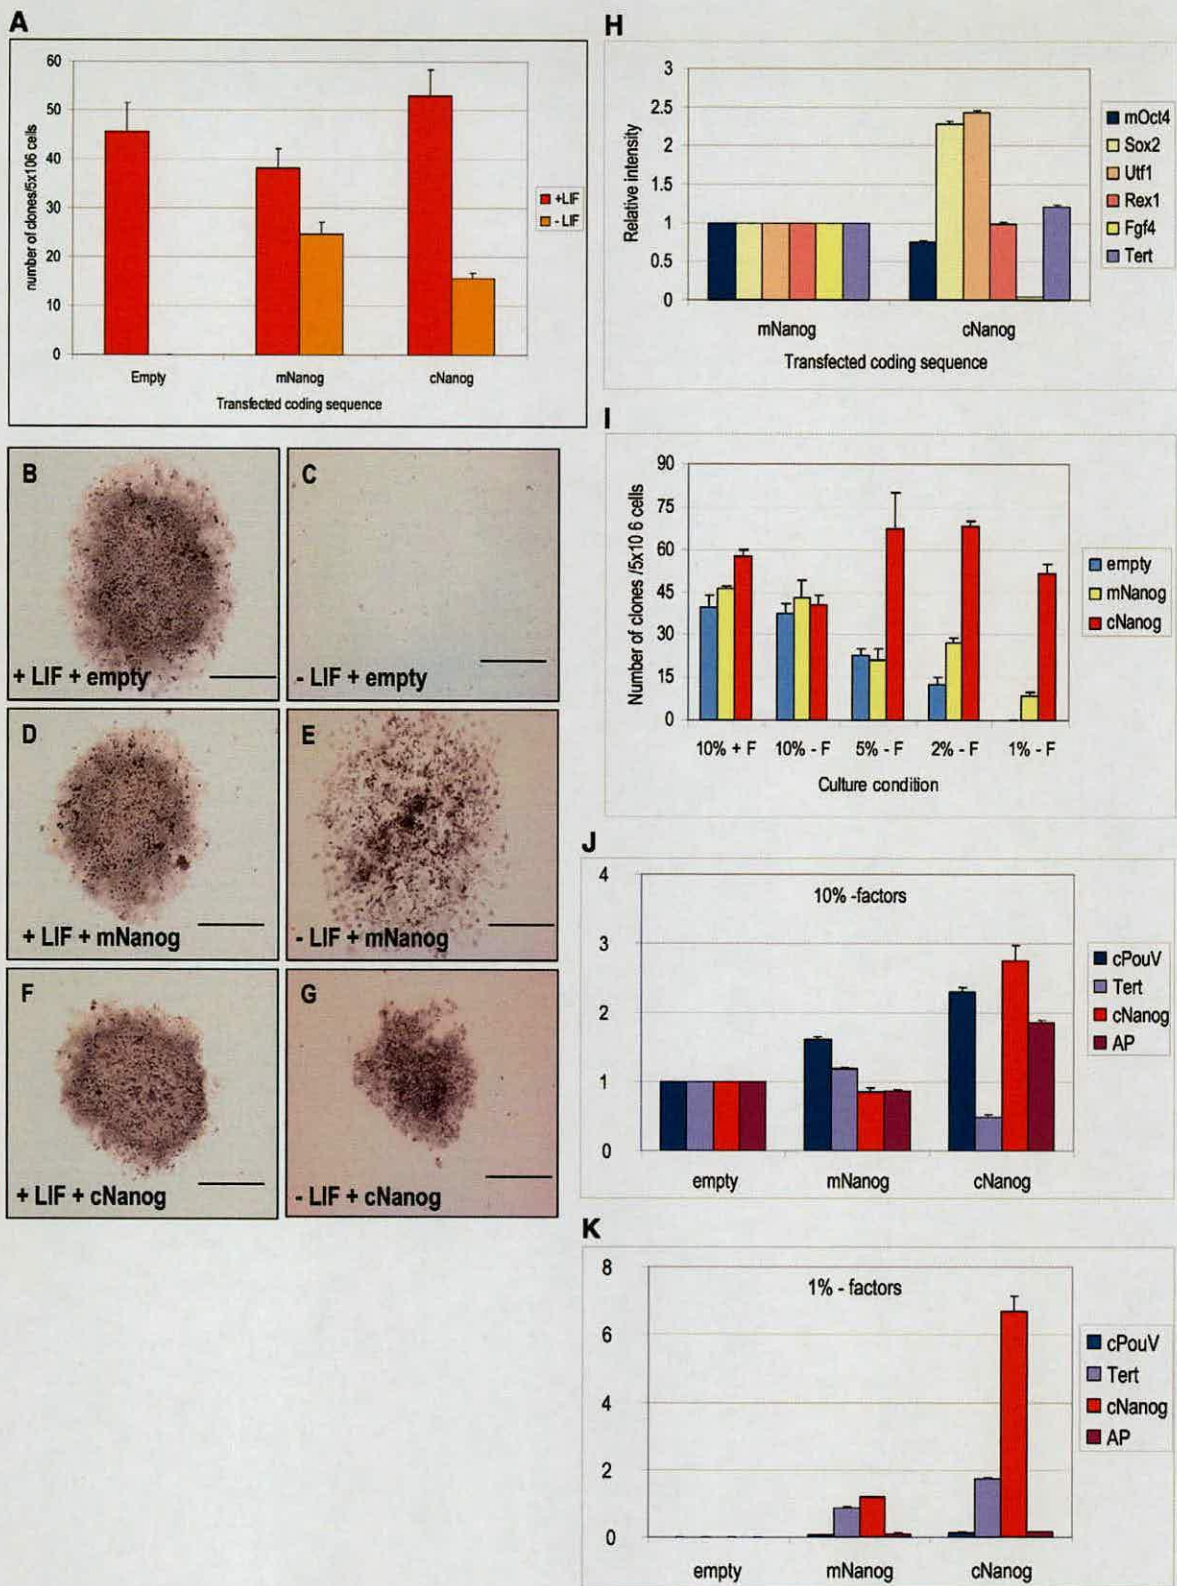 A
number of clones/5x106 cells
60
50
40
30
20
10
0
Empty
mNanog
cNanog
Transfected coding sequence
+LIF
- LIF
B
+ LIF + empty
C
- LIF + empty
D
+ LIF + mNanog
E
- LIF + mNanog
F
+ LIF + cNanog
G
- LIF + cNanog
H
Relative intensity
3
2.5
2
1.5
1
0.5
0
mNanog
cNanog
Transfected coding sequence
mOct4
Sox2
Utf1
Rex1
Fgf4
Tert
I
Number of clones /5x10 6 cells
90
75
60
45
30
15
0
10% + F
10% - F
5% - F
2% - F
1% - F
Culture condition
empty
mNanog
cNanog
J
10% -factors
4
3
2
1
0
empty
mNanog
cNanog
cPouV
Tert
cNanog
AP
K
1% - factors
8
6
4
2
0
empty
mNanog
cNanog
cPouV
Tert
cNanog
AP